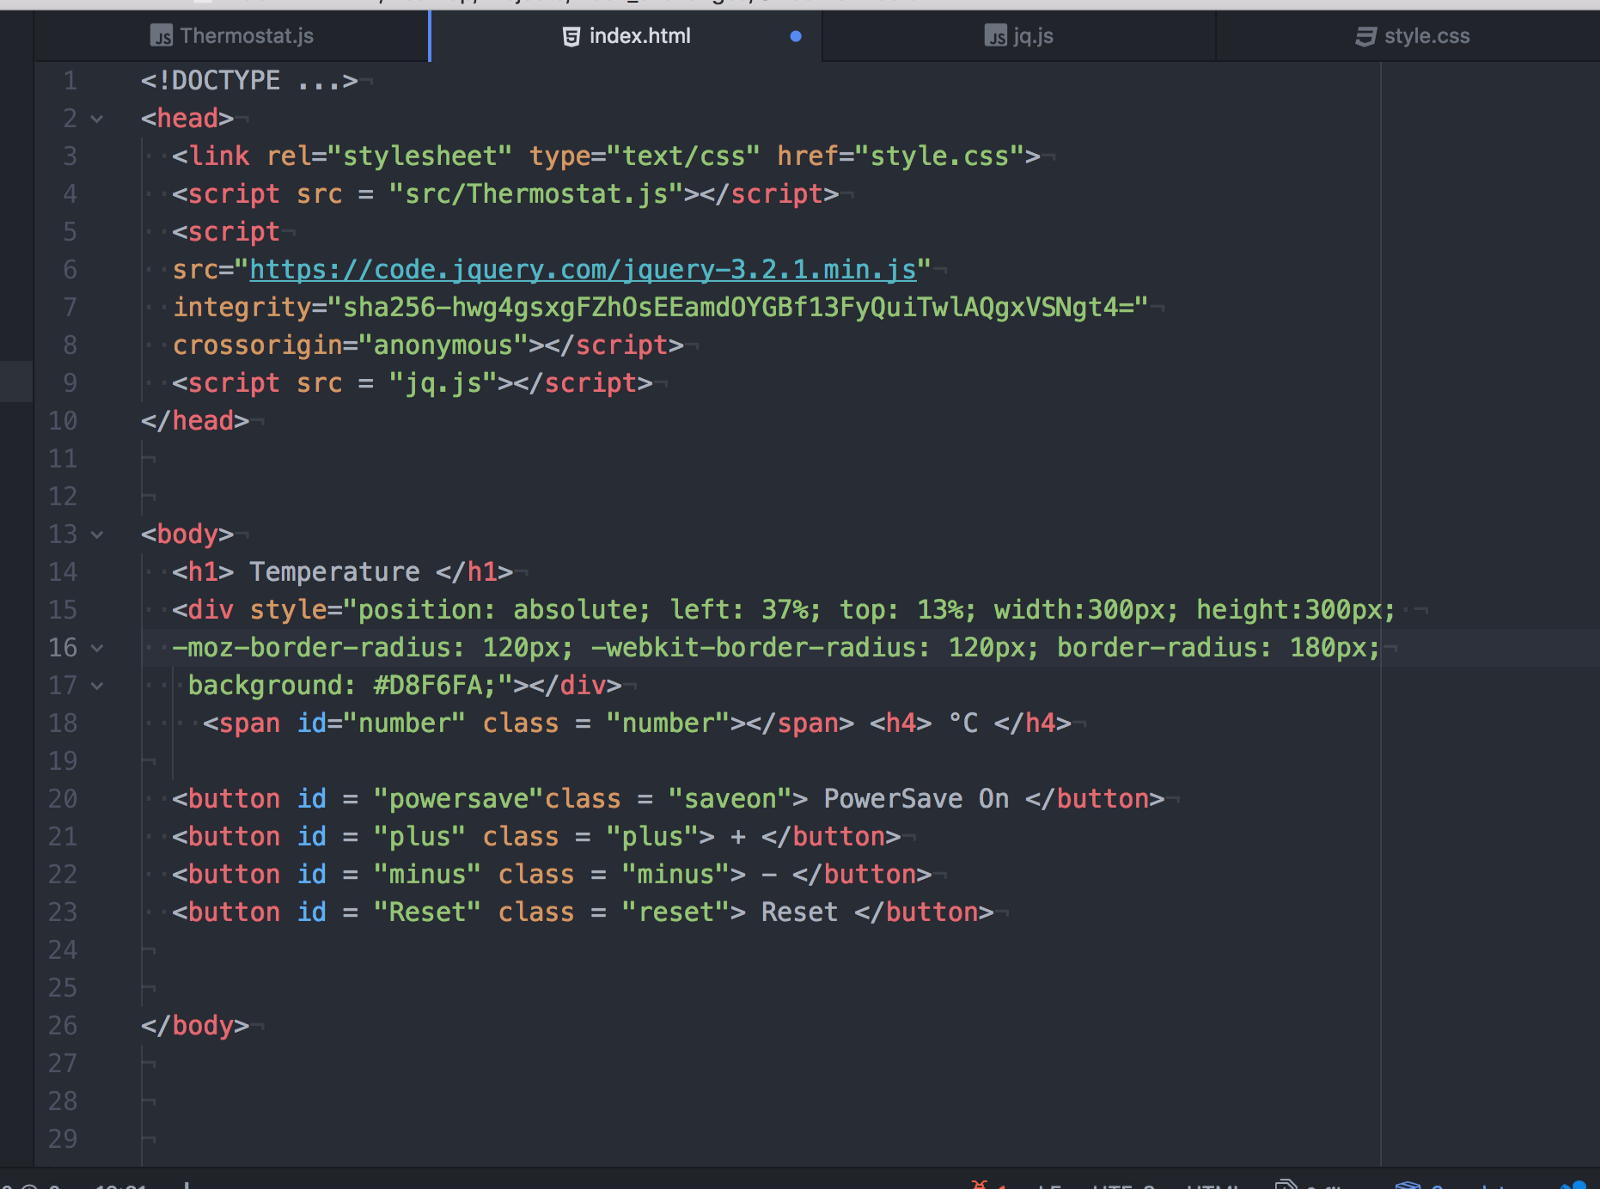 Thermostat.js index.html jq.js style.css
1 <!DOCTYPE ...>
2 <head>
3 <link rel="stylesheet" type="text/css" href="style.css">
4 <script src = "src/Thermostat.js"></script>
5 <script
6 src="https://code.jquery.com/jquery-3.2.1.min.js"
7 integrity="sha256-hwg4gsxgFZhOsEEamdOYGBf13FyQuiTwlAQgxVSNgt4="
8 crossorigin="anonymous"></script>
9 <script src = "jq.js"></script>
10 </head>
11
12
13 <body>
14 <h1> Temperature </h1>
15 <div style="position: absolute; left: 37%; top: 13%; width:300px; height:300px;
16 -moz-border-radius: 120px; -webkit-border-radius: 120px; border-radius: 180px;
17 background: #D8F6FA;"></div>
18 <span id="number" class = "number"></span> <h4> °C </h4>
19
20 <button id = "powersave"class = "saveon"> PowerSave On </button>
21 <button id = "plus" class = "plus"> + </button>
22 <button id = "minus" class = "minus"> - </button>
23 <button id = "Reset" class = "reset"> Reset </button>
24
25
26 </body>
27
28
29